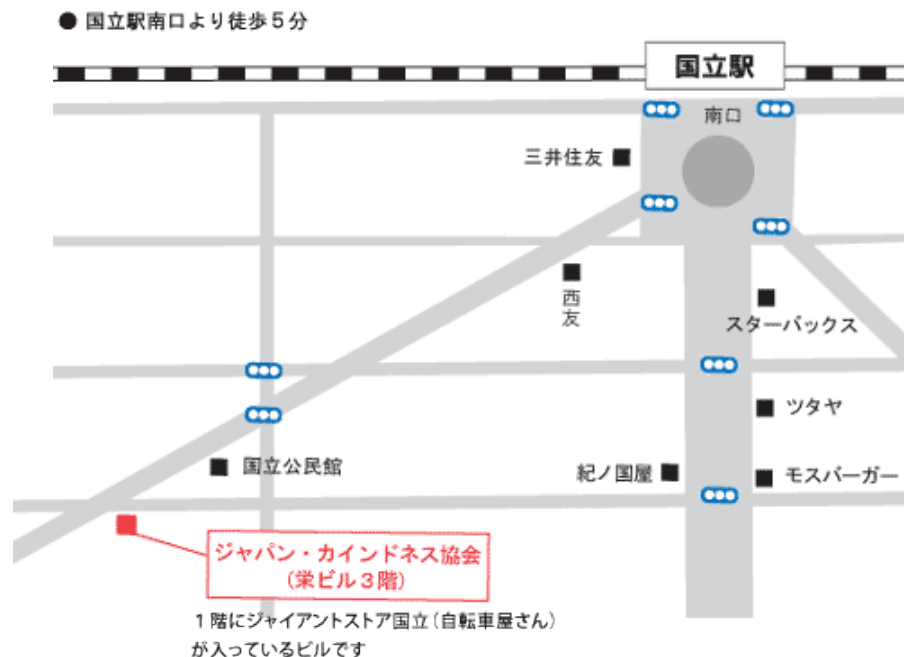 ● 国立駅南口より徒歩5分
国立駅
南口
三井住友
西友
スターバックス
ツタヤ
国立公民館
紀ノ国屋
モスバーガー
ジャパン・カインドネス協会
(栄ビル3階)
1階にジャイアントストア国立(自転車屋さん)
が入っているビルです